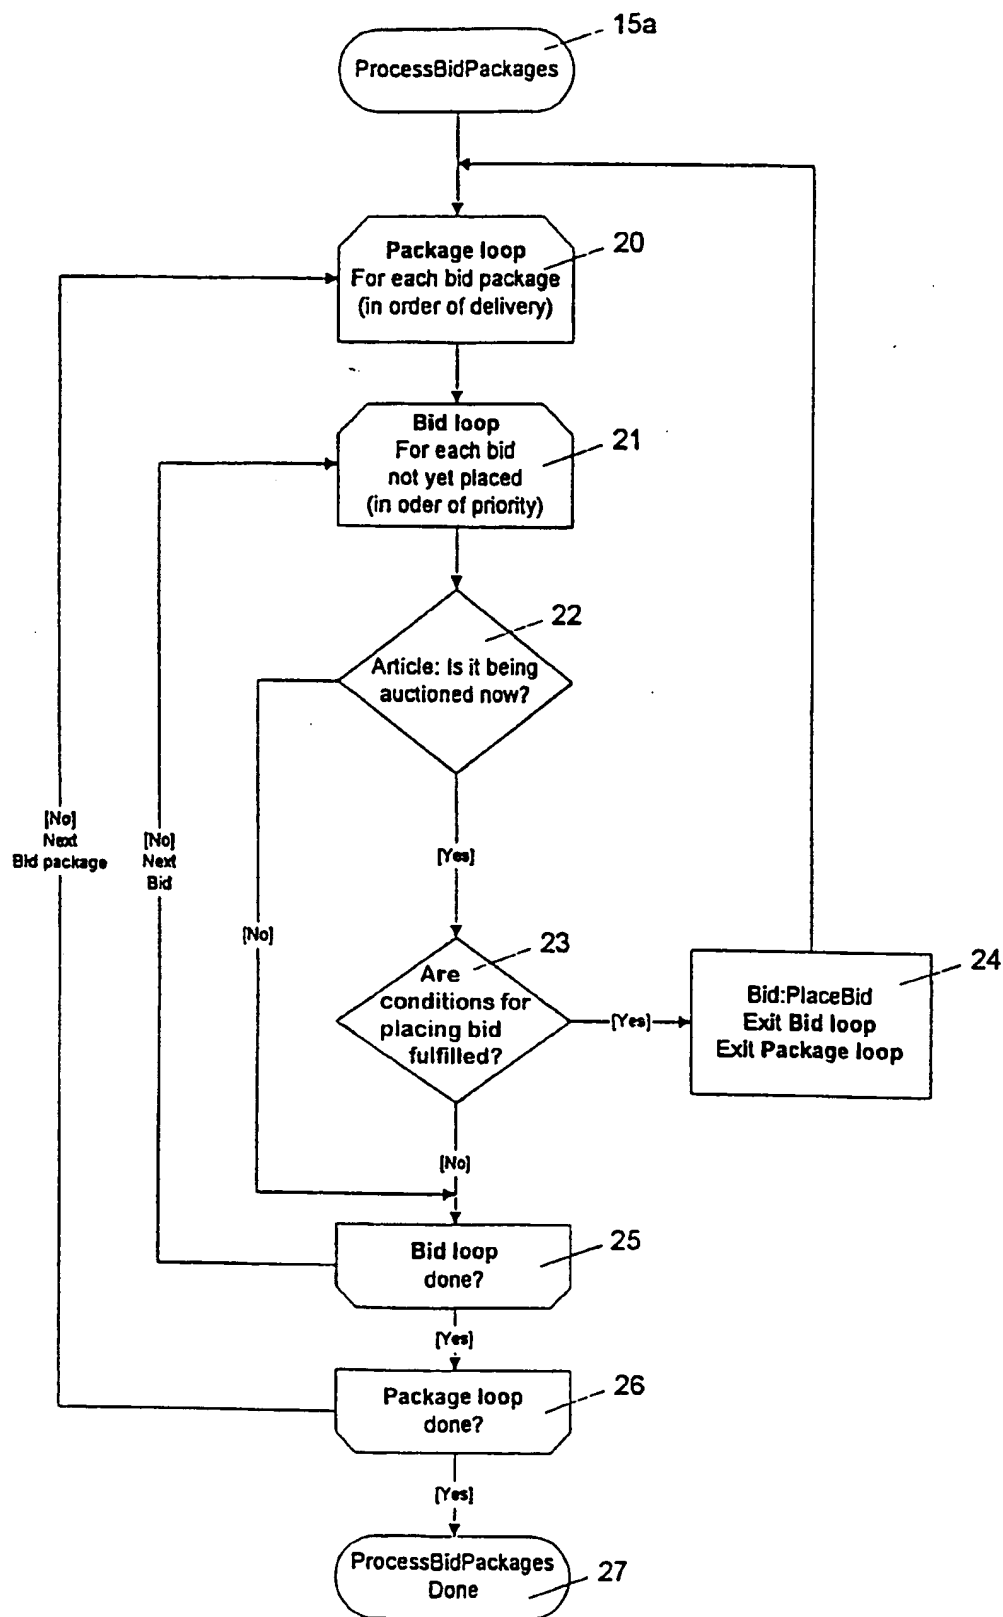 15a
ProcessBidPackages
20
Package loop
For each bid package
(in order of delivery)
21
Bid loop
For each bid
not yet placed
(in oder of priority)
22
Article: Is it being
auctioned now?
[No]
Next
Bid package
[No]
Next
Bid
[Yes]
[No]
23
Are
conditions for
placing bid
fulfilled?
[Yes]
24
Bid:PlaceBid
Exit Bid loop
Exit Package loop
[No]
25
Bid loop
done?
[Yes]
26
Package loop
done?
[Yes]
27
ProcessBidPackages
Done